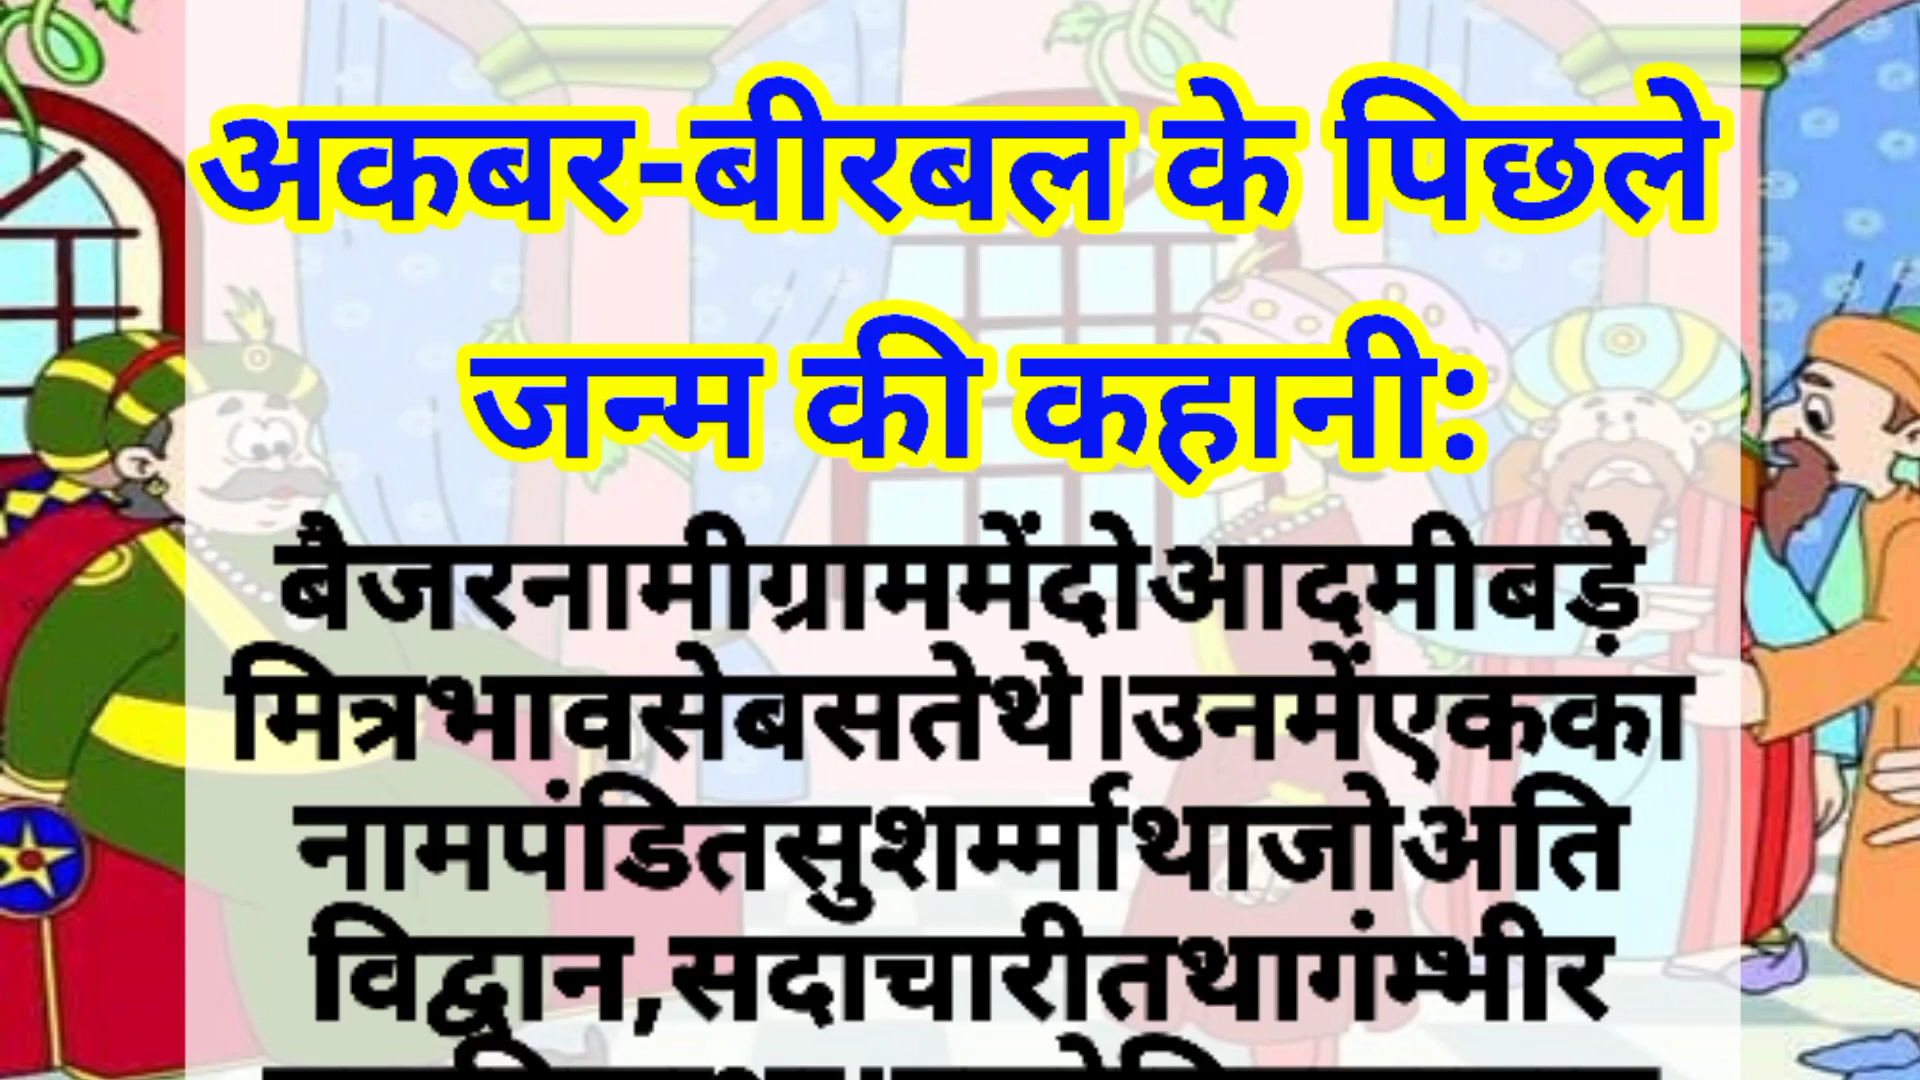 अकबर-बीरबल के पिछले
जन्म की कहानी:
बैजरनामीग्राममेंदोआदमीबड़े
मित्रभावसेबसतेथे।उनमेंएकका
नामपंडितसुशर्म्माथाजोअति
विद्वान,सदाचारीतथागंम्भीर